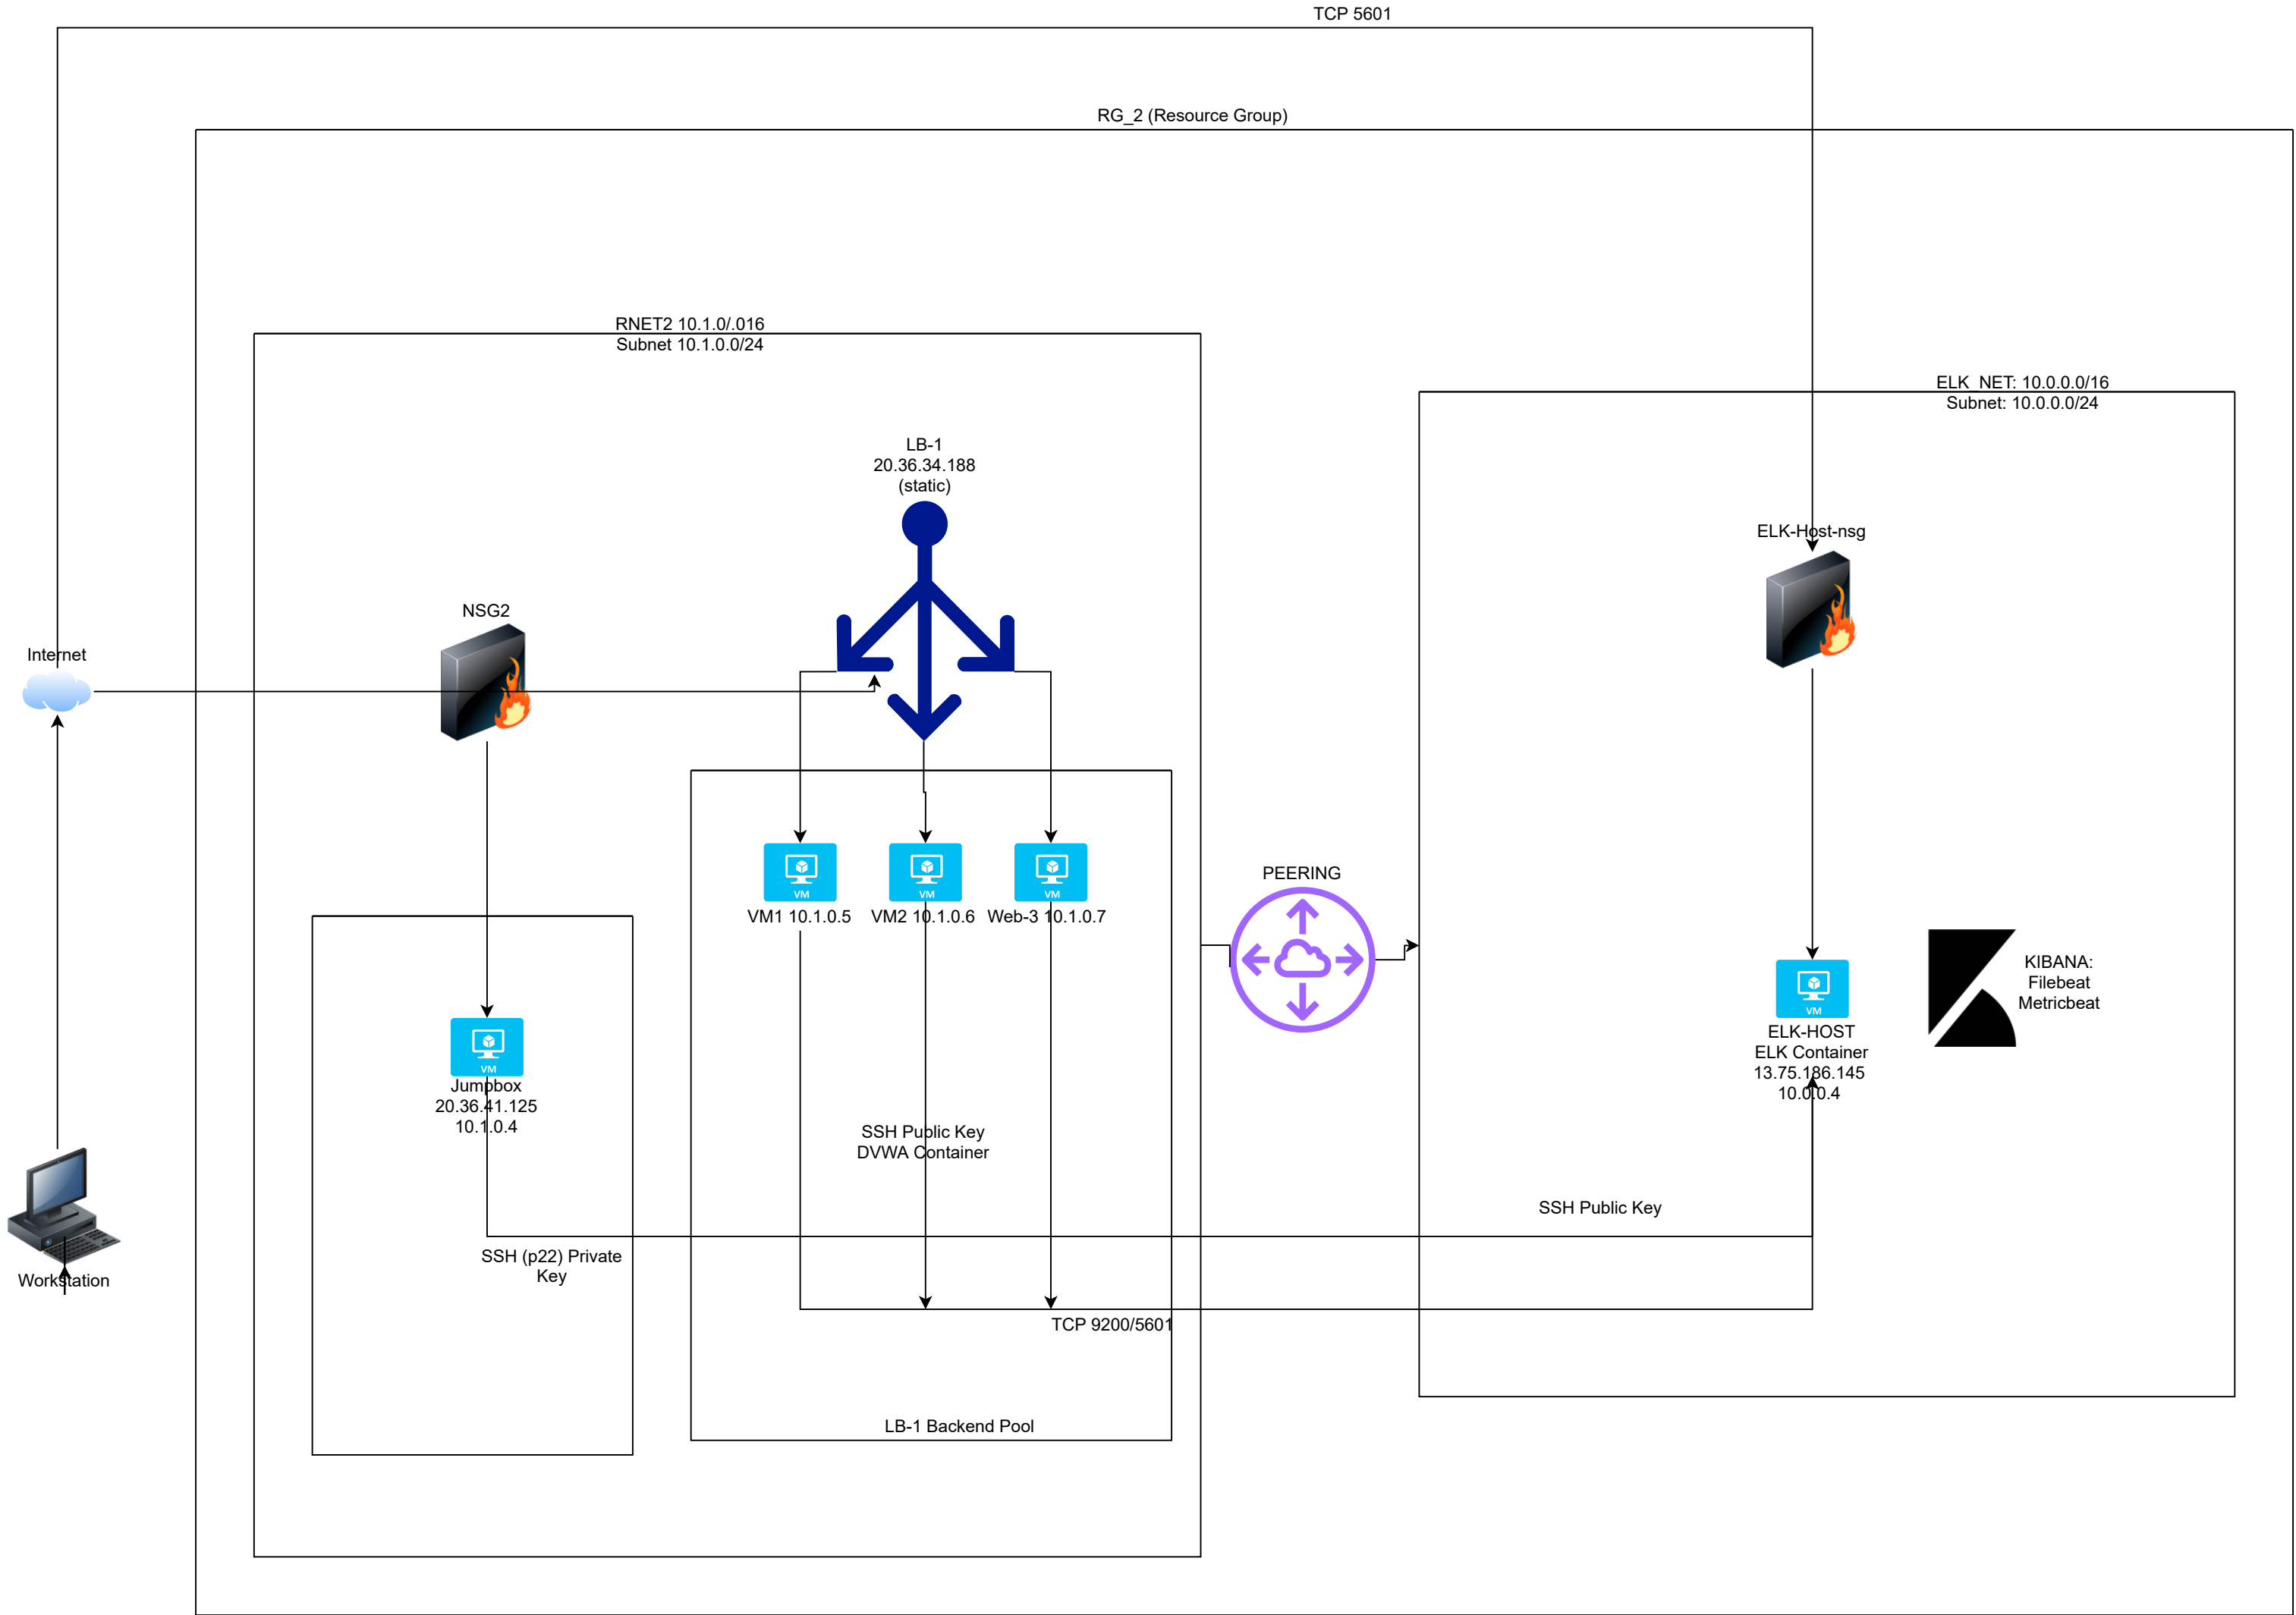 TCP 5601
RG_2 (Resource Group)
RNET2 10.1.0/.016
Subnet 10.1.0.0/24
ELK_NET: 10.0.0.0/16
Subnet: 10.0.0.0/24
LB-1
20.36.34.188
(static)
ELK-Host-nsg
NSG2
Internet
PEERING
VM
VM
VM
VM1 10.1.0.5
VM2 10.1.0.6
Web-3 10.1.0.7
KIBANA:
Filebeat
Metricbeat
VM
ELK-HOST
ELK Container
13.75.186.145
10.0.0.4
VM
Jumpbox
20.36.41.125
10.1.0.4
SSH Public Key
DVWA Container
SSH Public Key
SSH (p22) Private
Key
Workstation
TCP 9200/5601
LB-1 Backend Pool